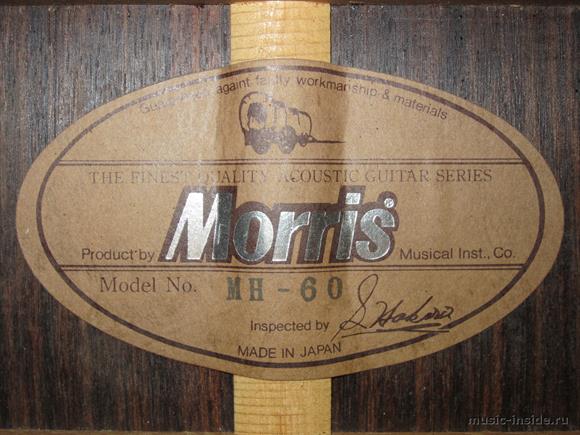 againt faulty workmanship & materials
THE FINEST QUALITY ACOUSTIC GUITAR SERIES
Product by Morris® Musical Inst., Co.
Model No. MH-60
Inspected by
MADE IN JAPAN
music-inside.ru